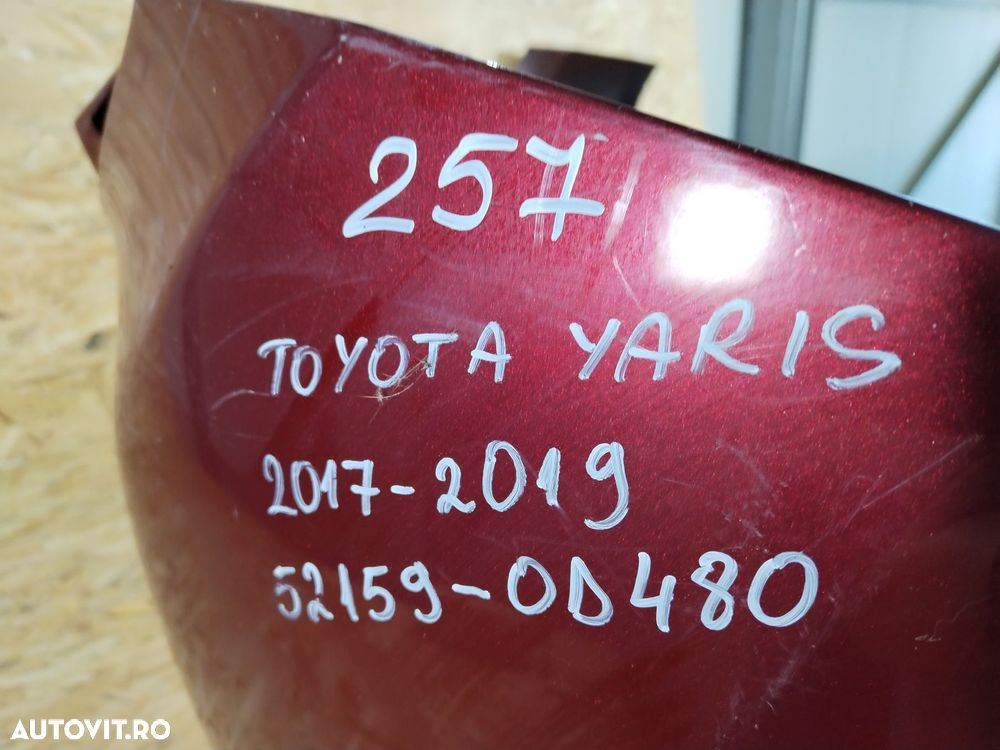 257
TOYOTA YARIS
2017-2019
52159-0D480
AUTOVIT.RO